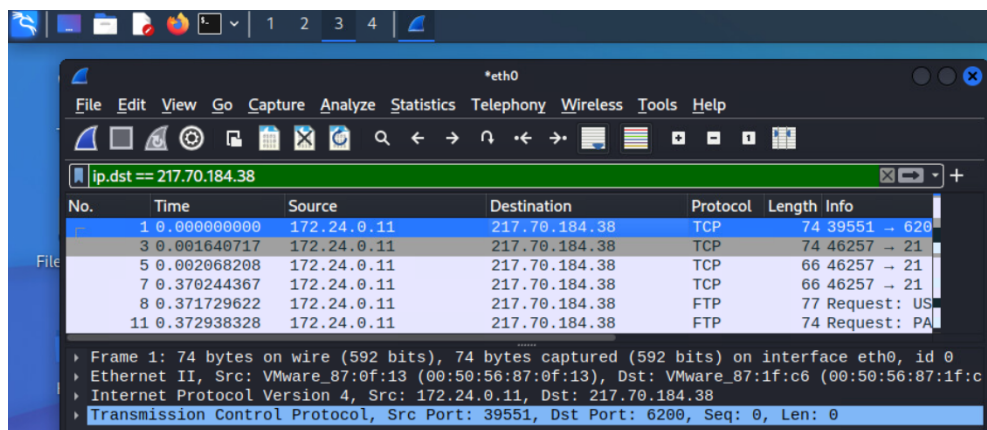 1 2 3 4
*eth0
File Edit View Go Capture Analyze Statistics Telephony Wireless Tools Help
ip.dst == 217.70.184.38
No. Time Source Destination Protocol Length Info
1 0.000000000 172.24.0.11 217.70.184.38 TCP 74 39551 → 620
3 0.001640717 172.24.0.11 217.70.184.38 TCP 74 46257 → 21
File
5 0.002068208 172.24.0.11 217.70.184.38 TCP 66 46257 → 21
7 0.370244367 172.24.0.11 217.70.184.38 TCP 66 46257 → 21
8 0.371729622 172.24.0.11 217.70.184.38 FTP 77 Request: US
11 0.372938328 172.24.0.11 217.70.184.38 FTP 74 Request: PA
Frame 1: 74 bytes on wire (592 bits), 74 bytes captured (592 bits) on interface eth0, id 0
Ethernet II, Src: VMware_87:0f:13 (00:50:56:87:0f:13), Dst: VMware_87:1f:c6 (00:50:56:87:1f:c
Internet Protocol Version 4, Src: 172.24.0.11, Dst: 217.70.184.38
Transmission Control Protocol, Src Port: 39551, Dst Port: 6200, Seq: 0, Len: 0